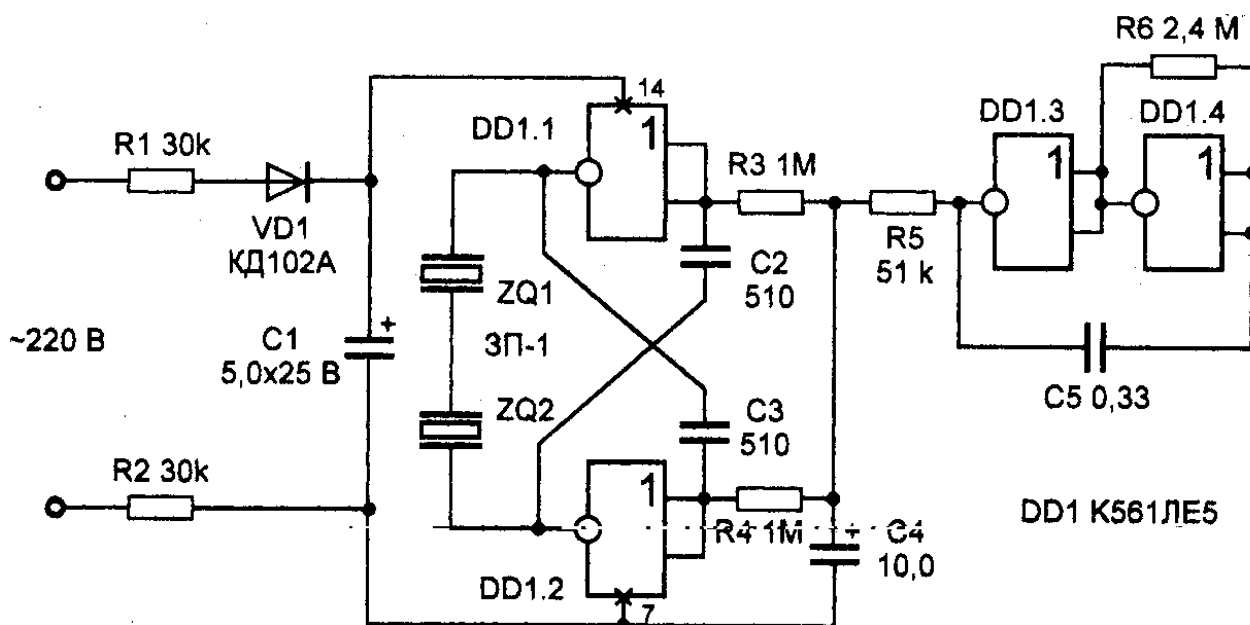 R6 2,4 M
14
DD1.1
1
DD1.3
1
DD1.4
1
R1 30k
R3 1M
VD1
КД102А
R5
51 k
C2
510
ZQ1
ЗП-1
ZQ2
~220 В
C1
5,0x25 В
+
C5 0,33
C3
510
R2 30k
1
R4 1M
+
C4
10,0
DD1 К561ЛЕ5
DD1.2
7